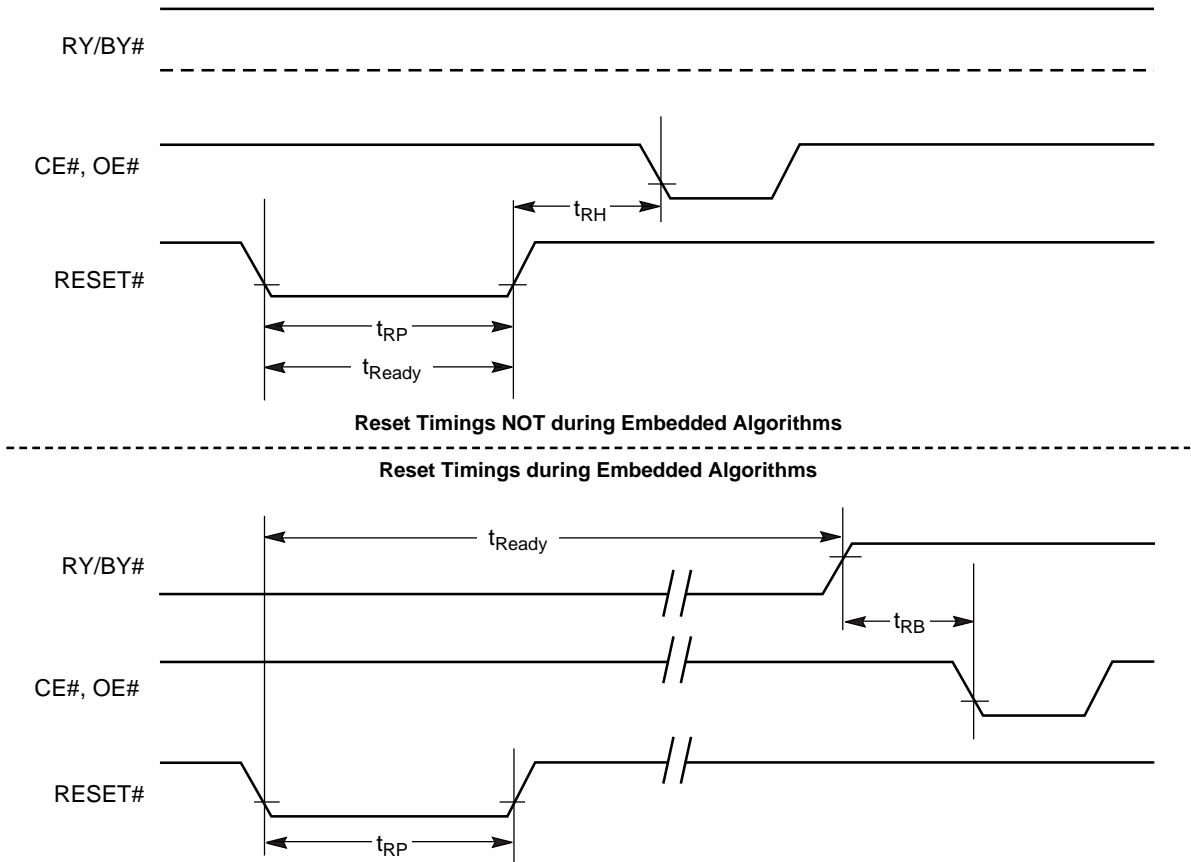 RY/BY#
CE#, OE#
tRH
RESET#
tRP
tReady
Reset Timings NOT during Embedded Algorithms
Reset Timings during Embedded Algorithms
tReady
RY/BY#
tRB
CE#, OE#
RESET#
tRP